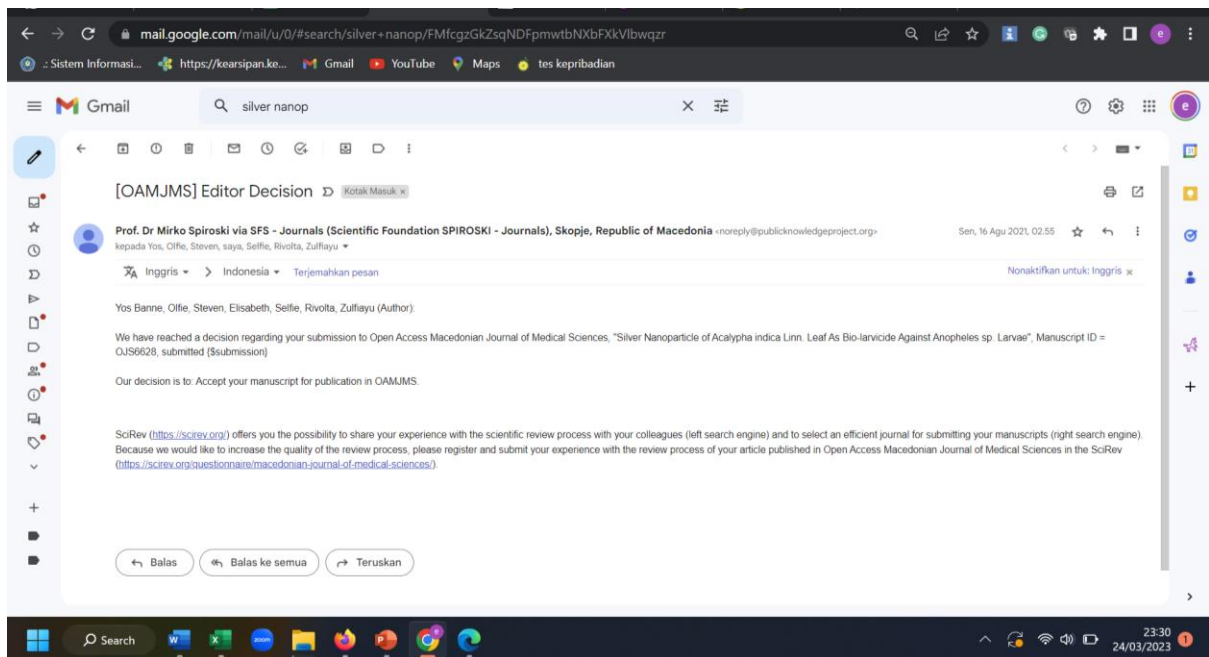 mail.google.com/mail/u/0/#search/silver+nanop/FMfcgzGkZsqNDFpmwtbNXbFXkVlbwqzr
.: Sistem Informasi... https://kearsipan.ke... Gmail YouTube Maps tes kepribadian
Gmail silver nanop
[OAMJMS] Editor Decision Kotak Masuk x
Prof. Dr Mirko Spiroski via SFS - Journals (Scientific Foundation SPIROSKI - Journals), Skopje, Republic of Macedonia <noreply@publicknowledgeproject.org> Sen, 16 Agu 2021, 02.55
kepada Yos, Olfie, Steven, saya, Selfie, Rivolta, Zulfiayu
Inggris > Indonesia Terjemahkan pesan Nonaktifkan untuk: Inggris x
Yos Banne, Olfie, Steven, Elisabeth, Selfie, Rivolta, Zulfiayu (Author):
We have reached a decision regarding your submission to Open Access Macedonian Journal of Medical Sciences, "Silver Nanoparticle of Acalypha indica Linn. Leaf As Bio-larvicide Against Anopheles sp. Larvae", Manuscript ID =
OJS6628, submitted {$submission}
Our decision is to: Accept your manuscript for publication in OAMJMS.
SciRev (https://scirev.org/) offers you the possibility to share your experience with the scientific review process with your colleagues (left search engine) and to select an efficient journal for submitting your manuscripts (right search engine).
Because we would like to increase the quality of the review process, please register and submit your experience with the review process of your article published in Open Access Macedonian Journal of Medical Sciences in the SciRev
(https://scirev.org/questionnaire/macedonian-journal-of-medical-sciences/).
Balas Balas ke semua Teruskan
Search 23:30
24/03/2023